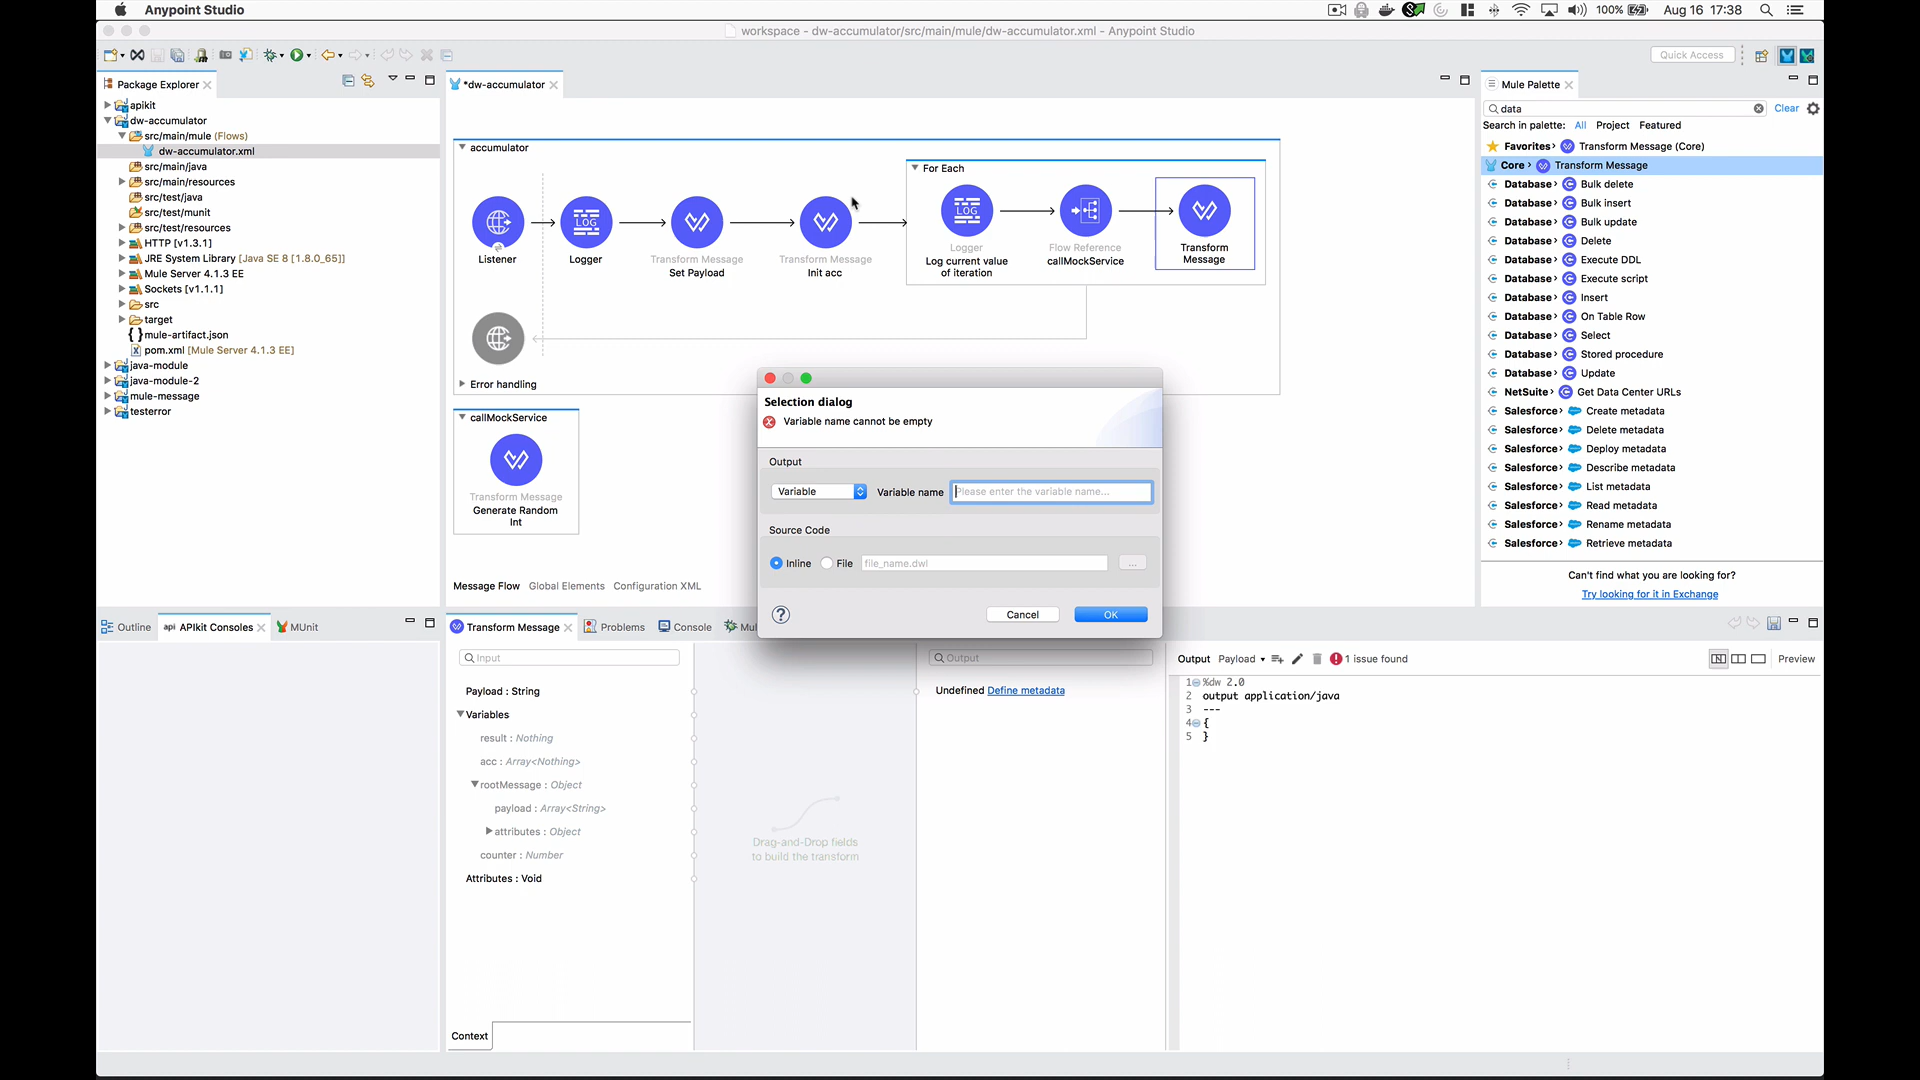 Anypoint Studio
100%
Aug 16 17:38
workspace - dw-accumulator/src/main/mule/dw-accumulator.xml - Anypoint Studio
Quick Access
Package Explorer
apikit
dw-accumulator
src/main/mule (Flows)
dw-accumulator.xml
src/main/java
src/main/resources
src/test/java
src/test/munit
src/test/resources
HTTP [v1.3.1]
JRE System Library [Java SE 8 [1.8.0_65]]
Mule Server 4.1.3 EE
Sockets [v1.1.1]
src
target
mule-artifact.json
pom.xml [Mule Server 4.1.3 EE]
java-module
java-module-2
mule-message
testerror
*dw-accumulator
accumulator
For Each
Listener
LOG
Logger
Transform Message
Set Payload
Transform Message
Init acc
LOG
Logger
Log current value
of iteration
Flow Reference
callMockService
Transform
Message
Error handling
callMockService
Transform Message
Generate Random
Int
Message Flow
Global Elements
Configuration XML
Selection dialog
Variable name cannot be empty
Output
Variable
Variable name
Please enter the variable name...
Source Code
Inline
File
file_name.dwl
...
?
Cancel
OK
Mule Palette
data
Clear
Search in palette:
All
Project
Featured
Favorites› Transform Message (Core)
Core › Transform Message
Database› Bulk delete
Database› Bulk insert
Database› Bulk update
Database› Delete
Database› Execute DDL
Database› Execute script
Database› Insert
Database› On Table Row
Database› Select
Database› Stored procedure
Database› Update
NetSuite› Get Data Center URLs
Salesforce› Create metadata
Salesforce› Delete metadata
Salesforce› Deploy metadata
Salesforce› Describe metadata
Salesforce› List metadata
Salesforce› Read metadata
Salesforce› Rename metadata
Salesforce› Retrieve metadata
Can't find what you are looking for?
Try looking for it in Exchange
Outline
api APIkit Consoles
MUnit
Transform Message
Problems
Console
Mu
Input
Payload : String
Variables
result : Nothing
acc : Array<Nothing>
rootMessage : Object
payload : Array<String>
attributes : Object
counter : Number
Attributes : Void
Context
Drag-and-Drop fields
to build the transform
Output
Undefined Define metadata
Output Payload
1 issue found
Preview
1 %dw 2.0
2 output application/java
3 ---
4 {
5 }